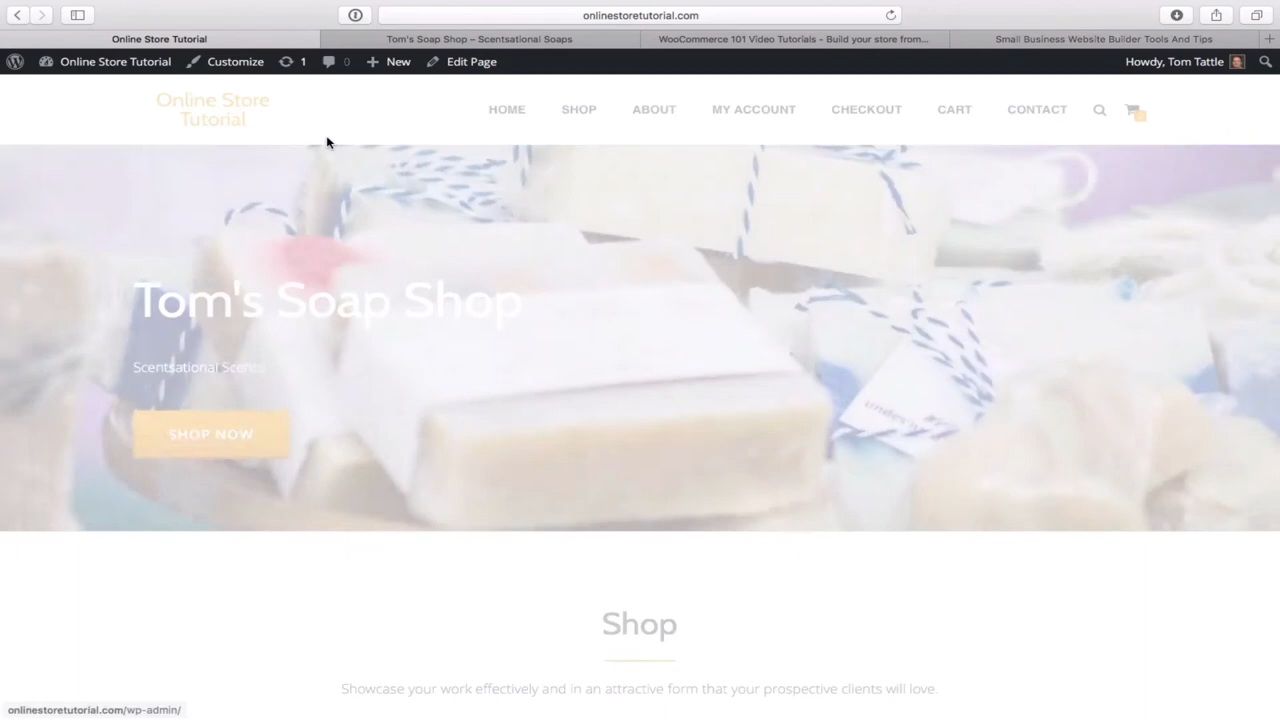 onlinestoretutorial.com
Online Store Tutorial
Tom's Soap Shop – Scentsational Soaps
WooCommerce 101 Video Tutorials - Build your store from...
Small Business Website Builder Tools And Tips
Online Store Tutorial
Customize
1
0
New
Edit Page
Howdy, Tom Tattle
Online Store
Tutorial
HOME
SHOP
ABOUT
MY ACCOUNT
CHECKOUT
CART
CONTACT
Tom's Soap Shop
Scentsational Scents
SHOP NOW
Shop
Showcase your work effectively and in an attractive form that your prospective clients will love.
onlinestoretutorial.com/wp-admin/